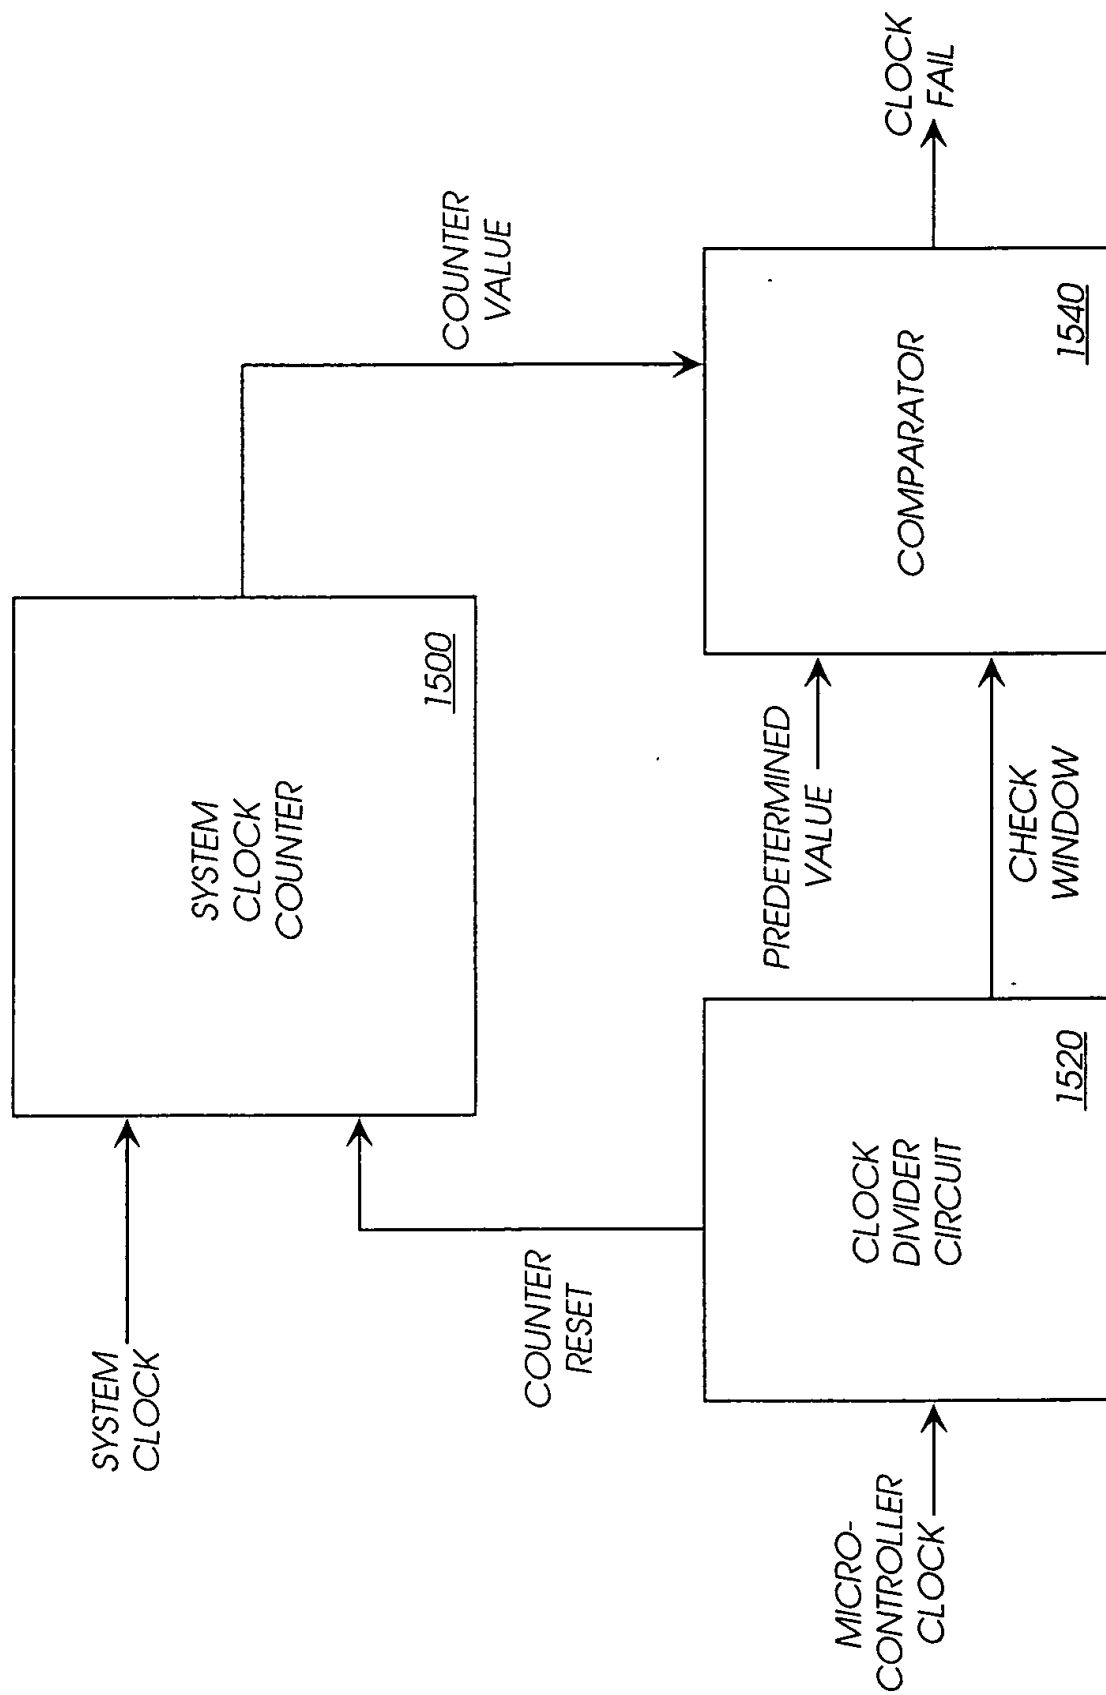 SYSTEM
CLOCK
SYSTEM
CLOCK
COUNTER
1500
COUNTER
VALUE
COUNTER
RESET
MICRO-
CONTROLLER
CLOCK
CLOCK
DIVIDER
CIRCUIT
1520
PREDETERMINED
VALUE
CHECK
WINDOW
COMPARATOR
1540
CLOCK
FAIL